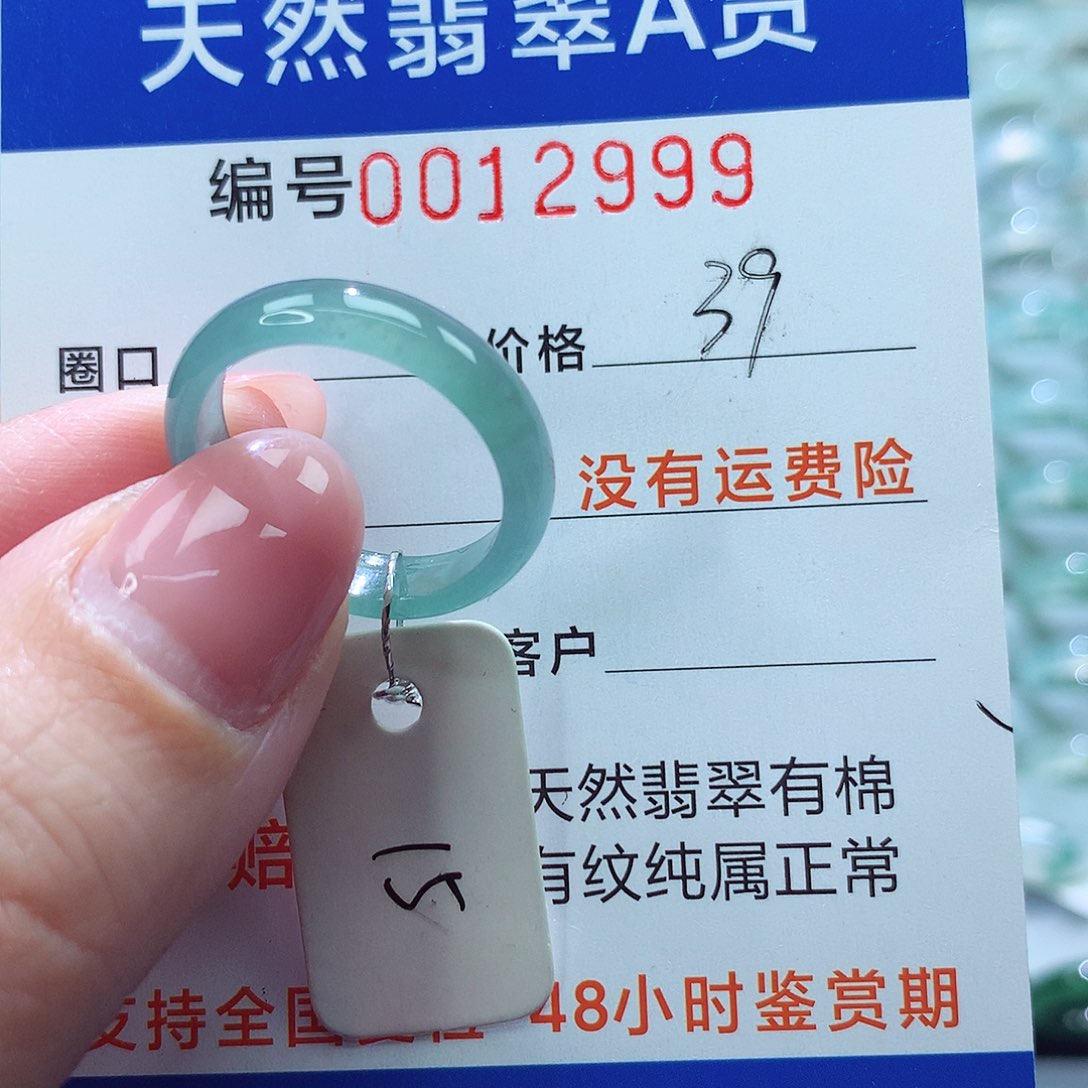 天然翡翠A货
编号0012999
圈口 价格 39
没有运费险
客户
天然翡翠有棉
赔 有纹纯属正常
支持全国 48小时鉴赏期
15